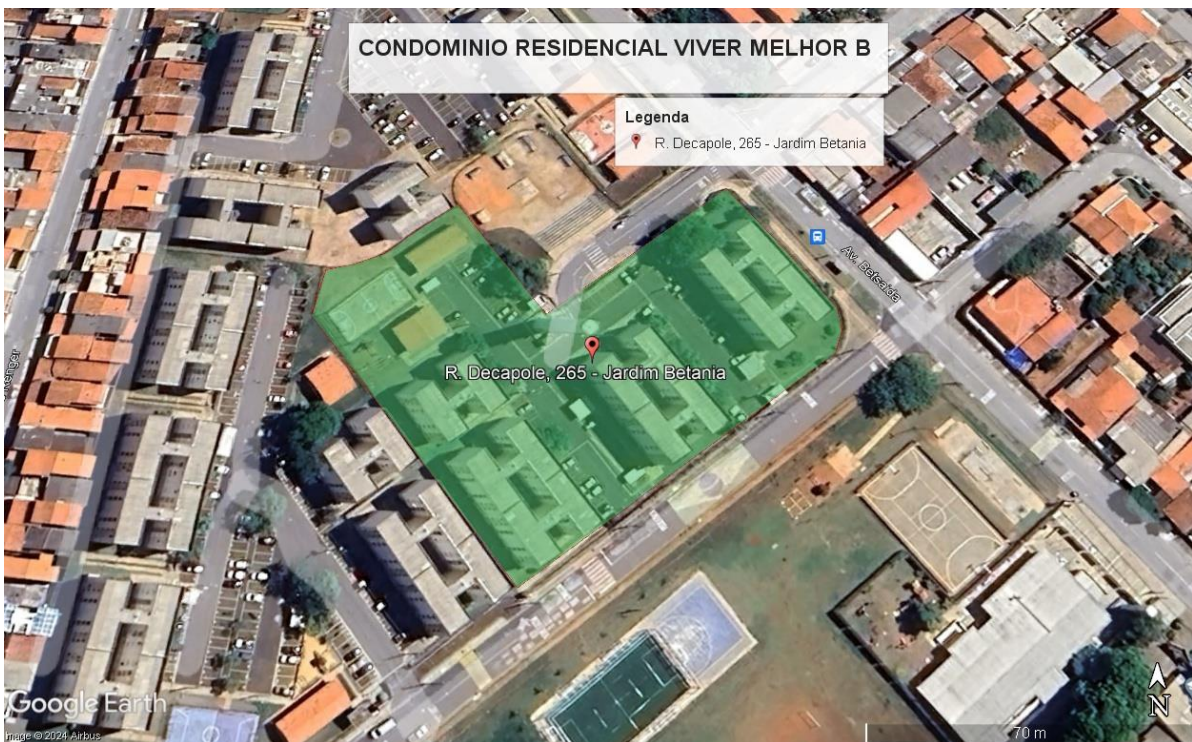 CONDOMINIO RESIDENCIAL VIVER MELHOR B
Legenda
R. Decapole, 265 - Jardim Betania
Av. Betsaida
R. Decapole, 265 - Jardim Betania
Google Earth
Image © 2024 Airbus
70 m
N